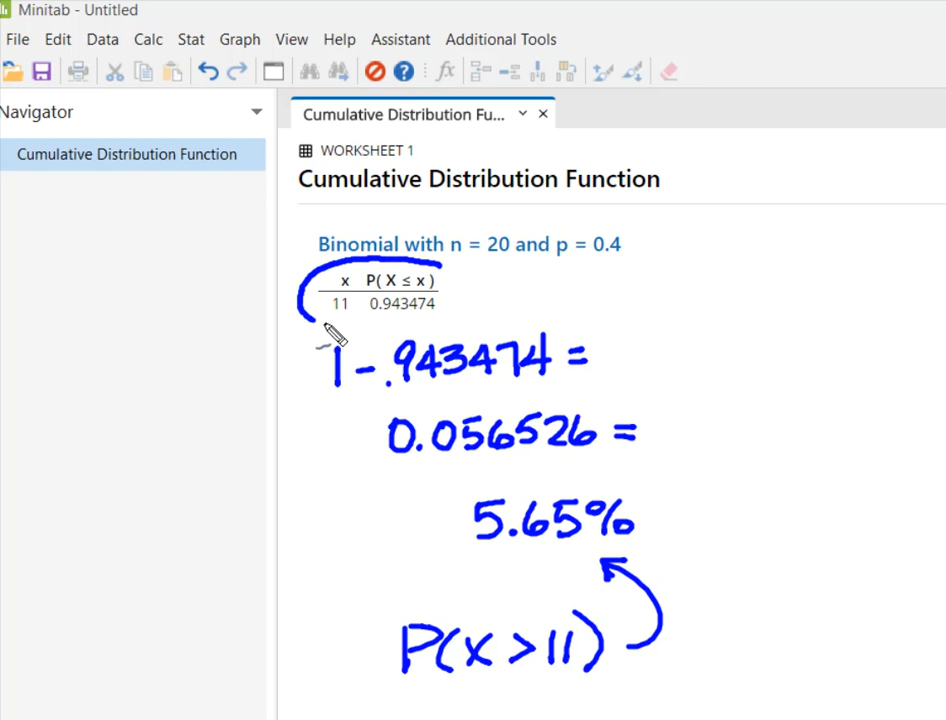 Minitab - Untitled
File Edit Data Calc Stat Graph View Help Assistant Additional Tools
fx
Navigator
Cumulative Distribution Function
Cumulative Distribution Fu...
WORKSHEET 1
Cumulative Distribution Function
Binomial with n = 20 and p = 0.4
x P( X ≤ x )
11 0.943474
1 - .943474 =
0.056526 =
5.65%
P(X > 11)